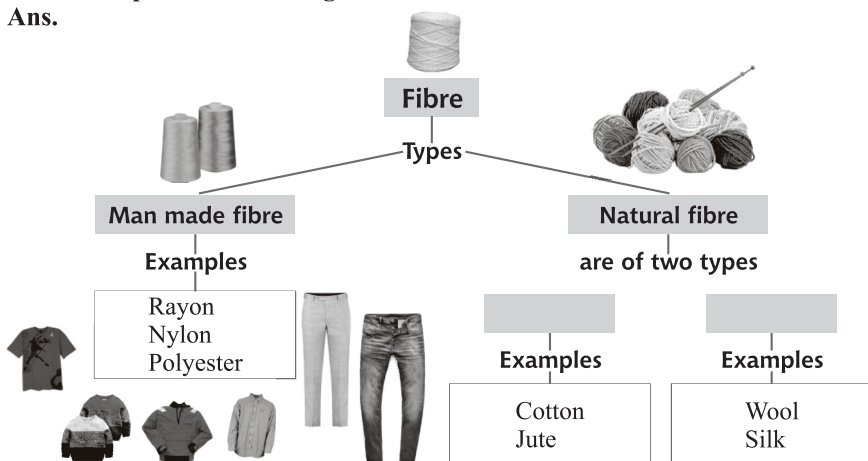 Ans.
Fibre
Types
Man made fibre
Natural fibre
Examples
are of two types
Rayon
Nylon
Polyester
Examples
Examples
Cotton
Jute
Wool
Silk